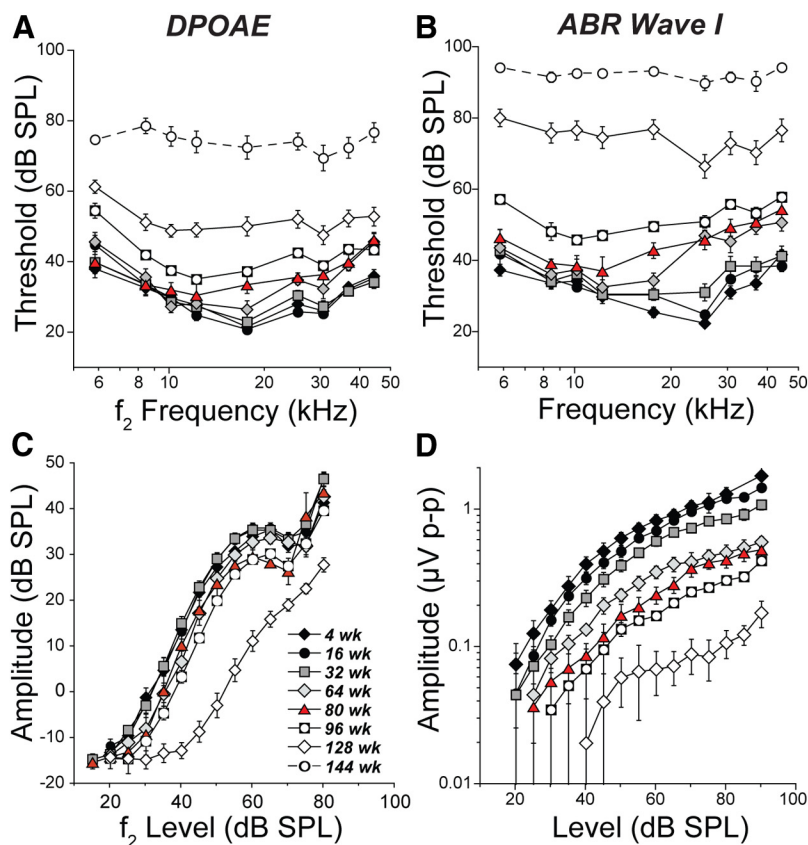 A
DPOAE
B
ABR Wave I
100
80
60
40
20
Threshold (dB SPL)
6
8
10
20
30
40
50
f2 Frequency (kHz)
100
80
60
40
20
Threshold (dB SPL)
6
8
10
20
30
40
50
Frequency (kHz)
C
50
40
30
20
10
0
-10
-20
Amplitude (dB SPL)
20
40
60
80
100
f2 Level (dB SPL)
4 wk
16 wk
32 wk
64 wk
80 wk
96 wk
128 wk
144 wk
D
1
0.1
0.01
Amplitude (µV p-p)
20
40
60
80
100
Level (dB SPL)